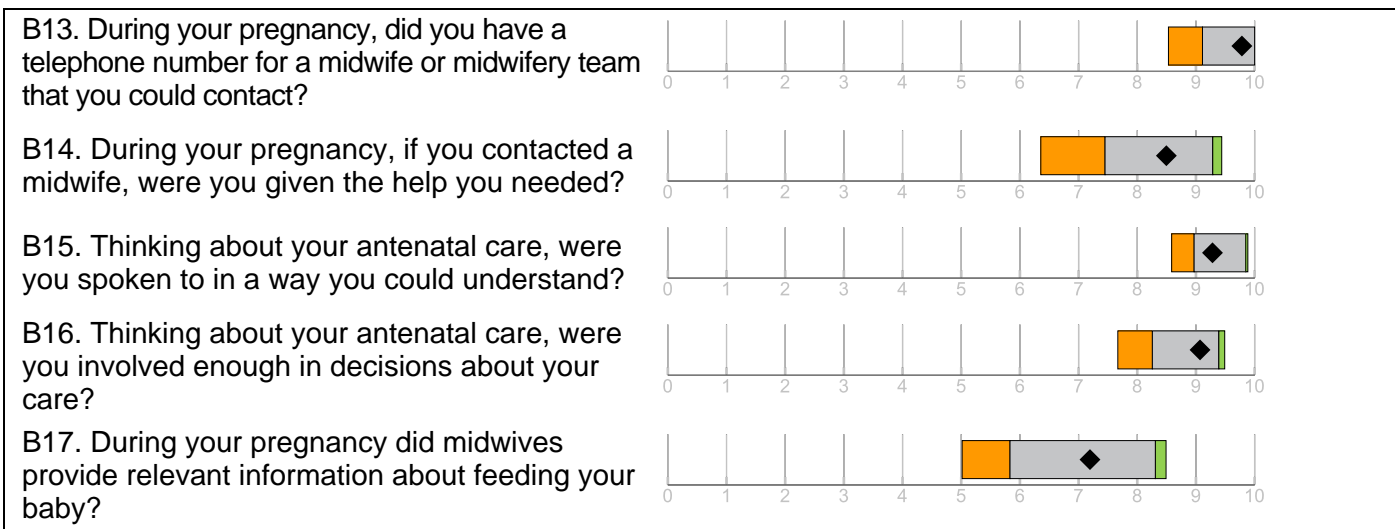 B13. During your pregnancy, did you have a
telephone number for a midwife or midwifery team
that you could contact?
0 1 2 3 4 5 6 7 8 9 10
B14. During your pregnancy, if you contacted a
midwife, were you given the help you needed?
0 1 2 3 4 5 6 7 8 9 10
B15. Thinking about your antenatal care, were
you spoken to in a way you could understand?
0 1 2 3 4 5 6 7 8 9 10
B16. Thinking about your antenatal care, were
you involved enough in decisions about your
care?
0 1 2 3 4 5 6 7 8 9 10
B17. During your pregnancy did midwives
provide relevant information about feeding your
baby?
0 1 2 3 4 5 6 7 8 9 10